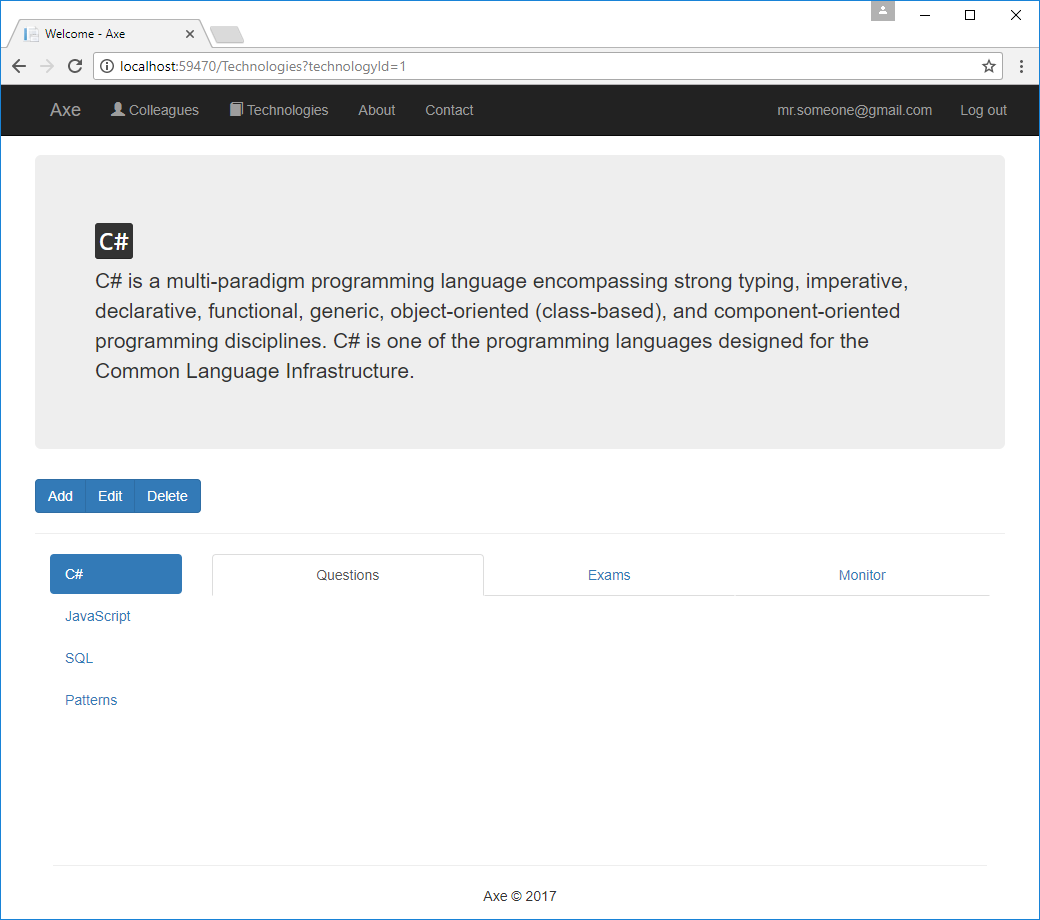 Welcome - Axe
localhost:59470/Technologies?technologyId=1
Axe Colleagues Technologies About Contact mr.someone@gmail.com Log out
C#
C# is a multi-paradigm programming language encompassing strong typing, imperative,
declarative, functional, generic, object-oriented (class-based), and component-oriented
programming disciplines. C# is one of the programming languages designed for the
Common Language Infrastructure.
Add Edit Delete
C# Questions Exams Monitor
JavaScript
SQL
Patterns
Axe © 2017